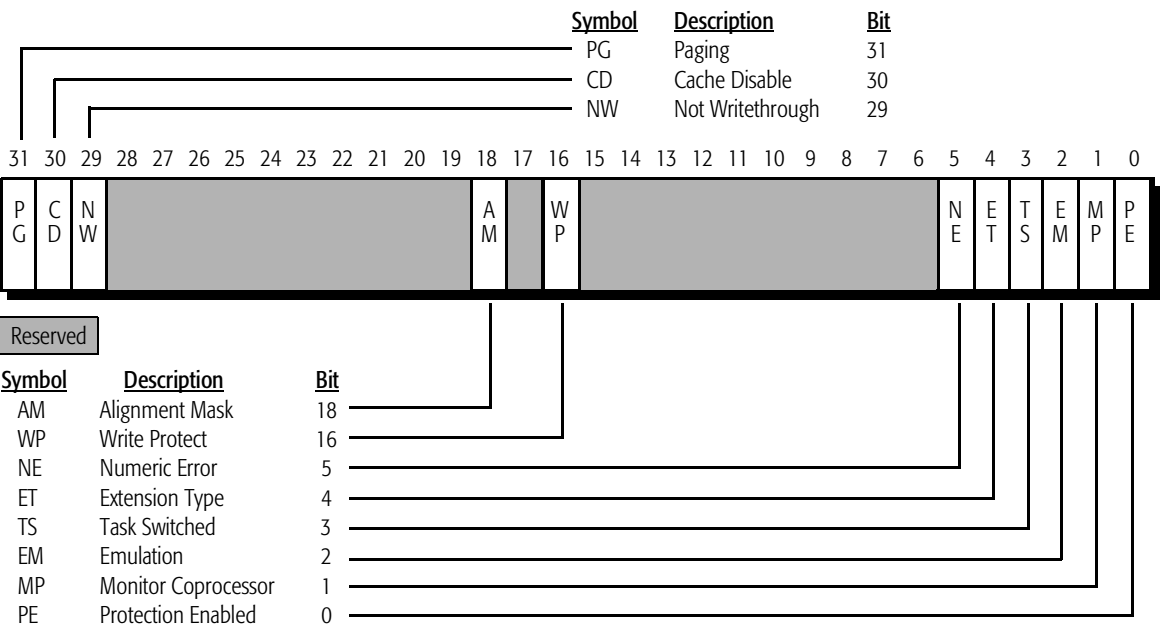 Symbol Description Bit
PG Paging 31
CD Cache Disable 30
NW Not Writethrough 29
31 30 29 28 27 26 25 24 23 22 21 20 19 18 17 16 15 14 13 12 11 10 9 8 7 6 5 4 3 2 1 0
P C N A W N E T E M P
G D W M P E T S M P E
Reserved
Symbol Description Bit
AM Alignment Mask 18
WP Write Protect 16
NE Numeric Error 5
ET Extension Type 4
TS Task Switched 3
EM Emulation 2
MP Monitor Coprocessor 1
PE Protection Enabled 0